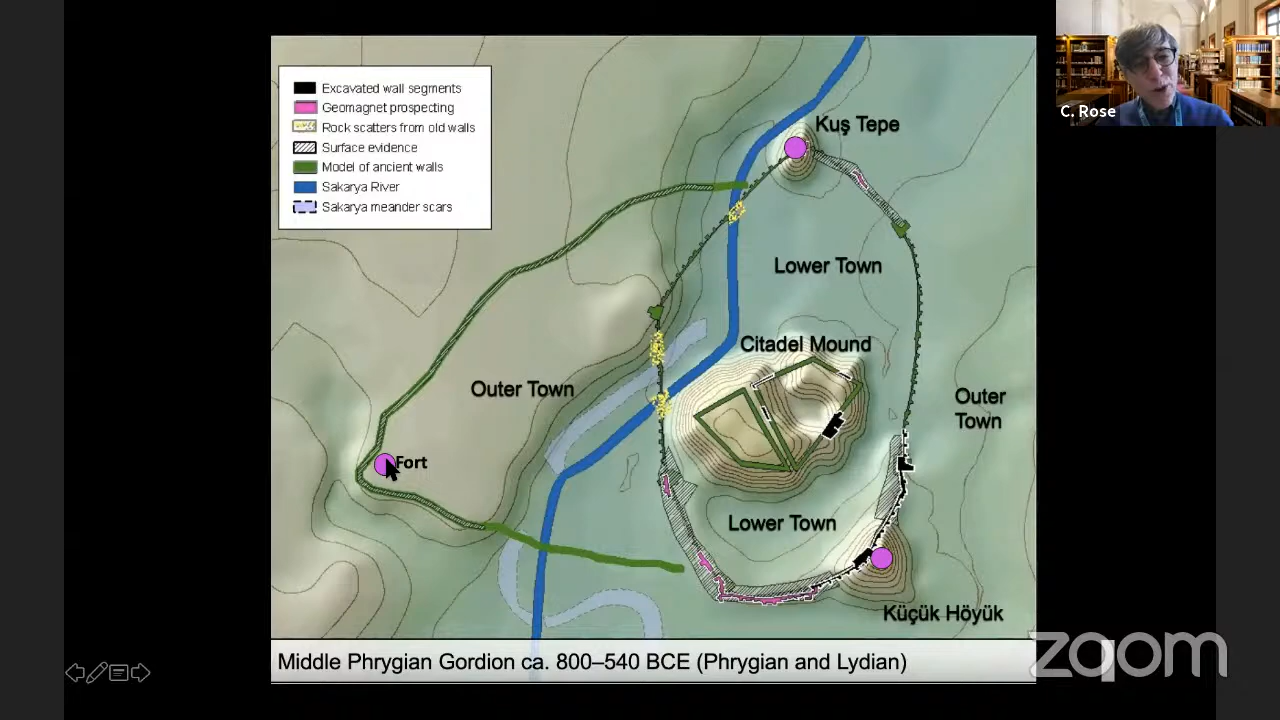 C. Rose
Excavated wall segments
Geomagnet prospecting
Rock scatters from old walls
Surface evidence
Model of ancient walls
Sakarya River
Sakarya meander scars
Kuş Tepe
Lower Town
Citadel Mound
Outer Town
Outer
Town
Fort
Lower Town
Küçük Höyük
Middle Phrygian Gordion ca. 800–540 BCE (Phrygian and Lydian)
zoom